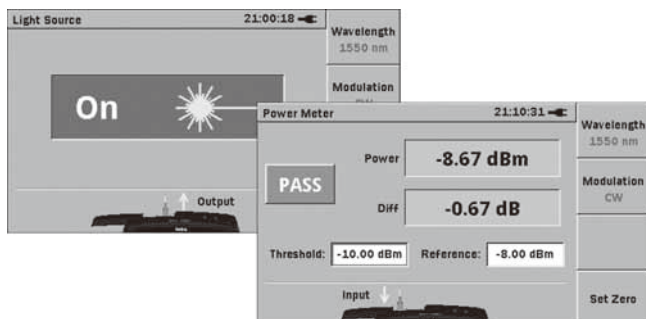 Light Source 21:00:18
Wavelength
1550 nm
Modulation
On
Output
Power Meter 21:10:31
Wavelength
1550 nm
Modulation
CW
Power -8.67 dBm
PASS
Diff -0.67 dB
Threshold: -10.00 dBm Reference: -8.00 dBm
Input
Set Zero